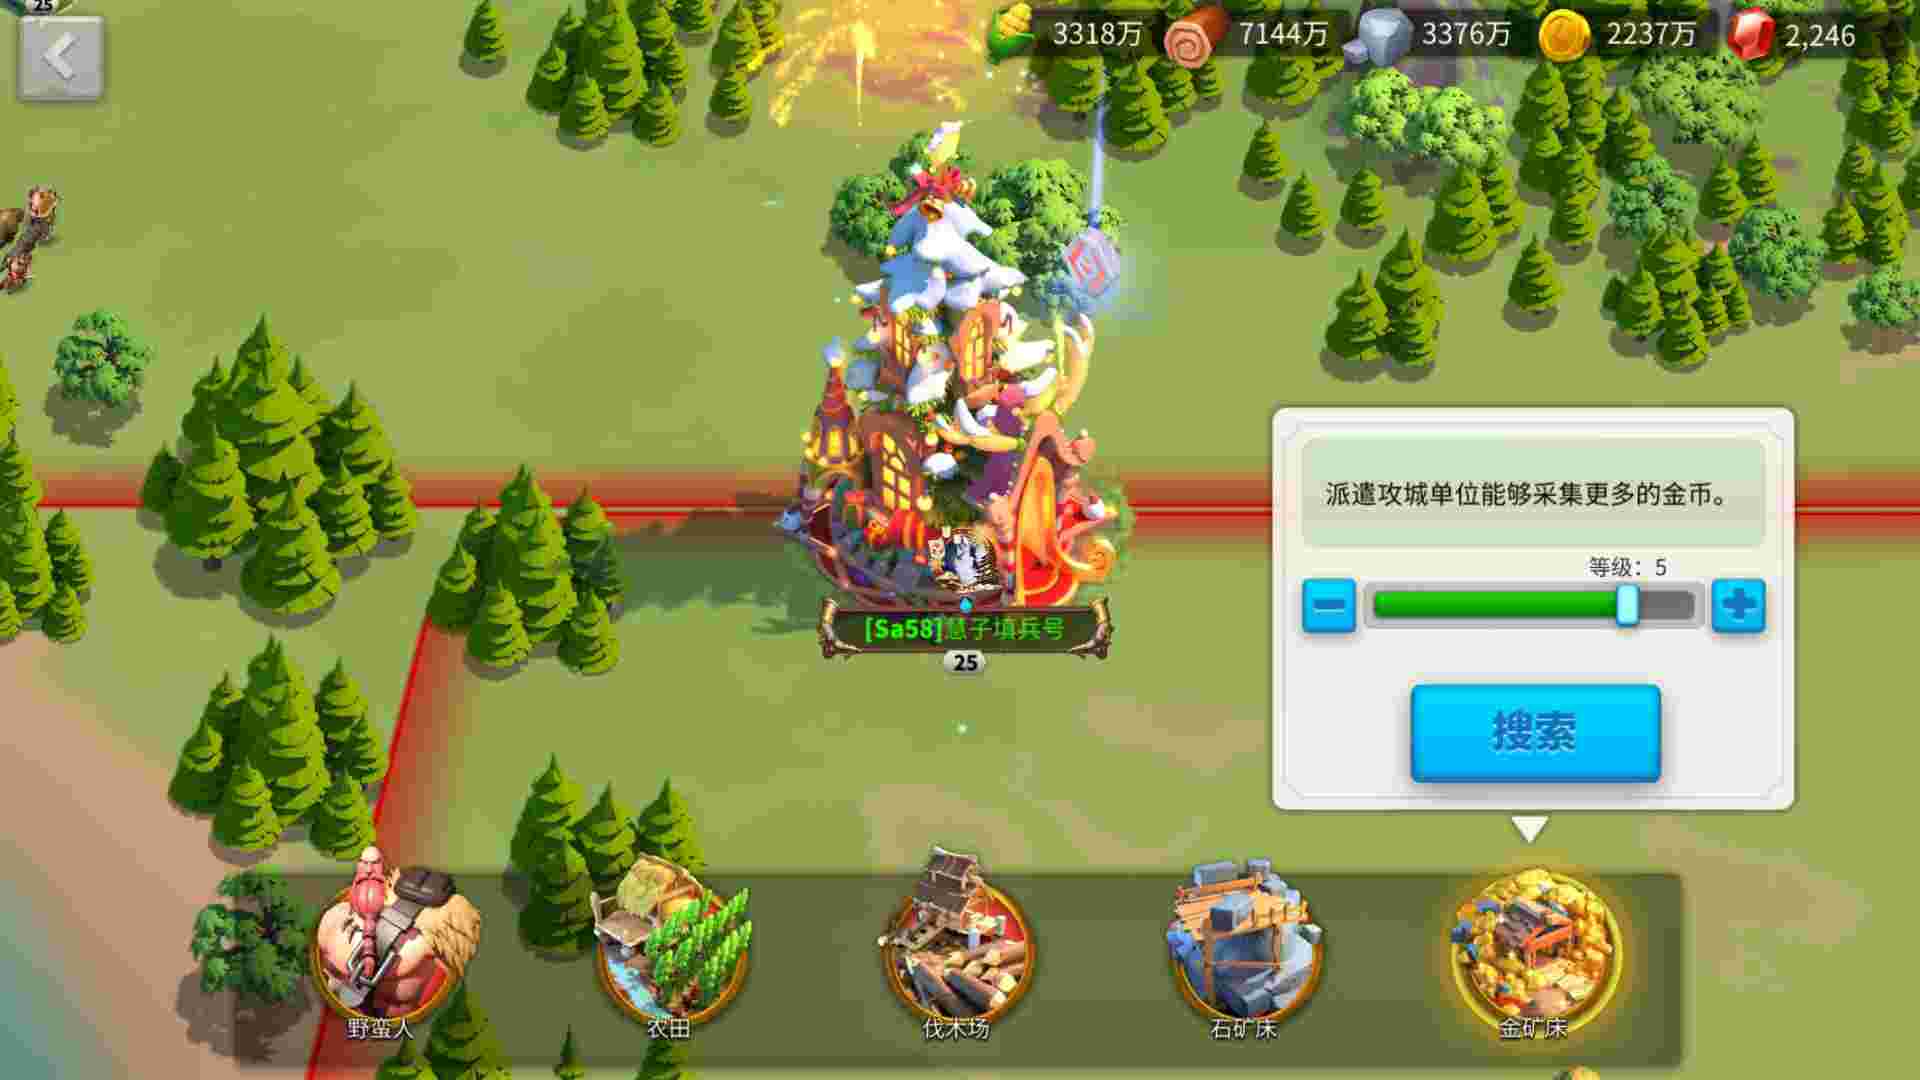 25
3318万
7144万
3376万
2237万
2,246
派遣攻城单位能够采集更多的金币。
等级：5
搜索
[Sa58]慧子填兵号
25
野蛮人
农田
伐木场
石矿床
金矿床